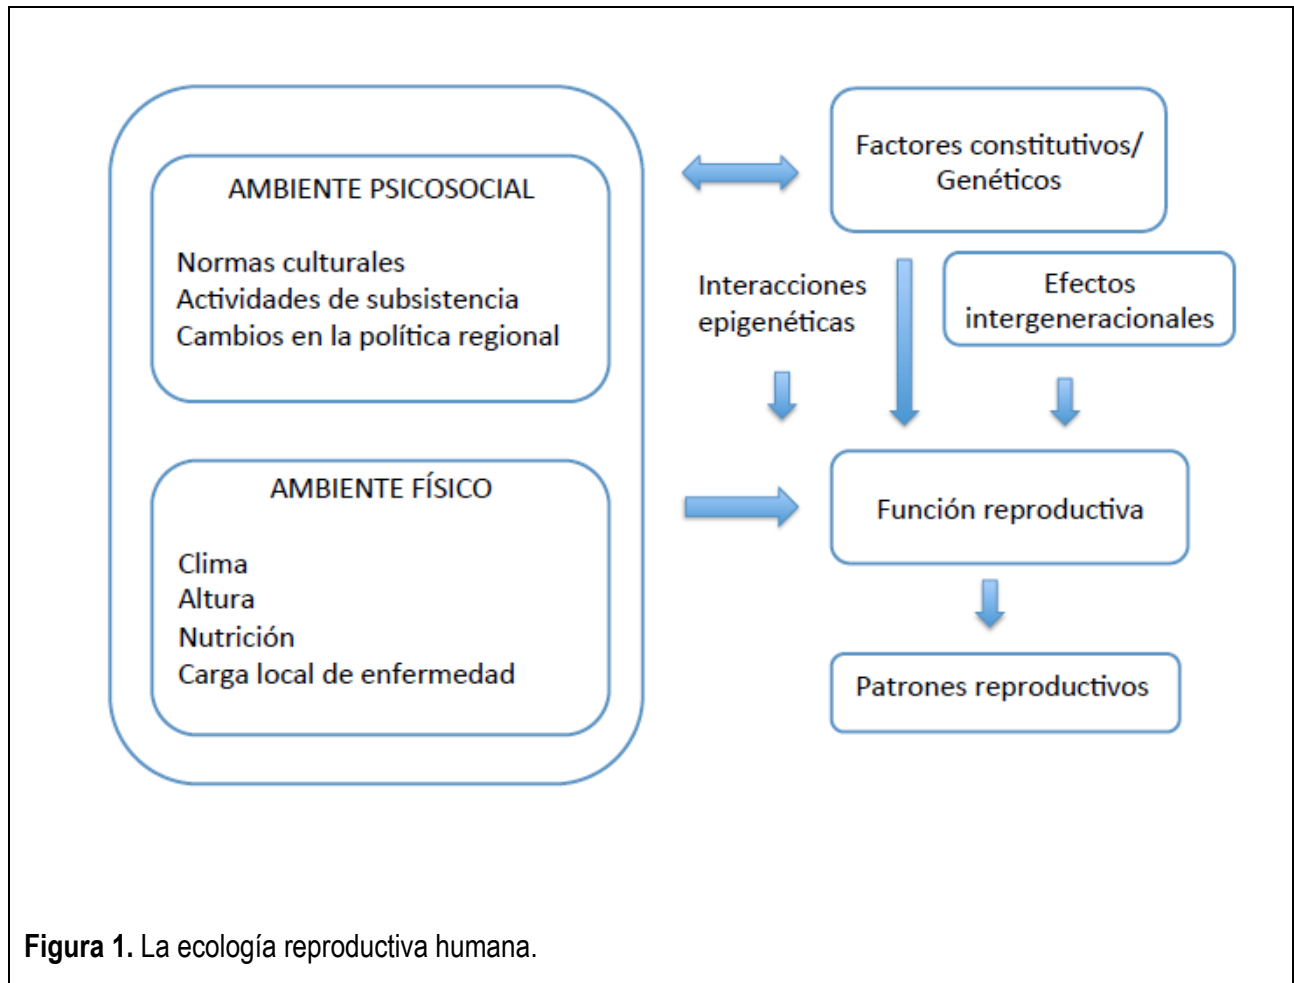 AMBIENTE PSICOSOCIAL
Normas culturales
Actividades de subsistencia
Cambios en la política regional
AMBIENTE FÍSICO
Clima
Altura
Nutrición
Carga local de enfermedad
Factores constitutivos/
Genéticos
Interacciones
epigenéticas
Efectos
intergeneracionales
Función reproductiva
Patrones reproductivos
Figura 1. La ecología reproductiva humana.